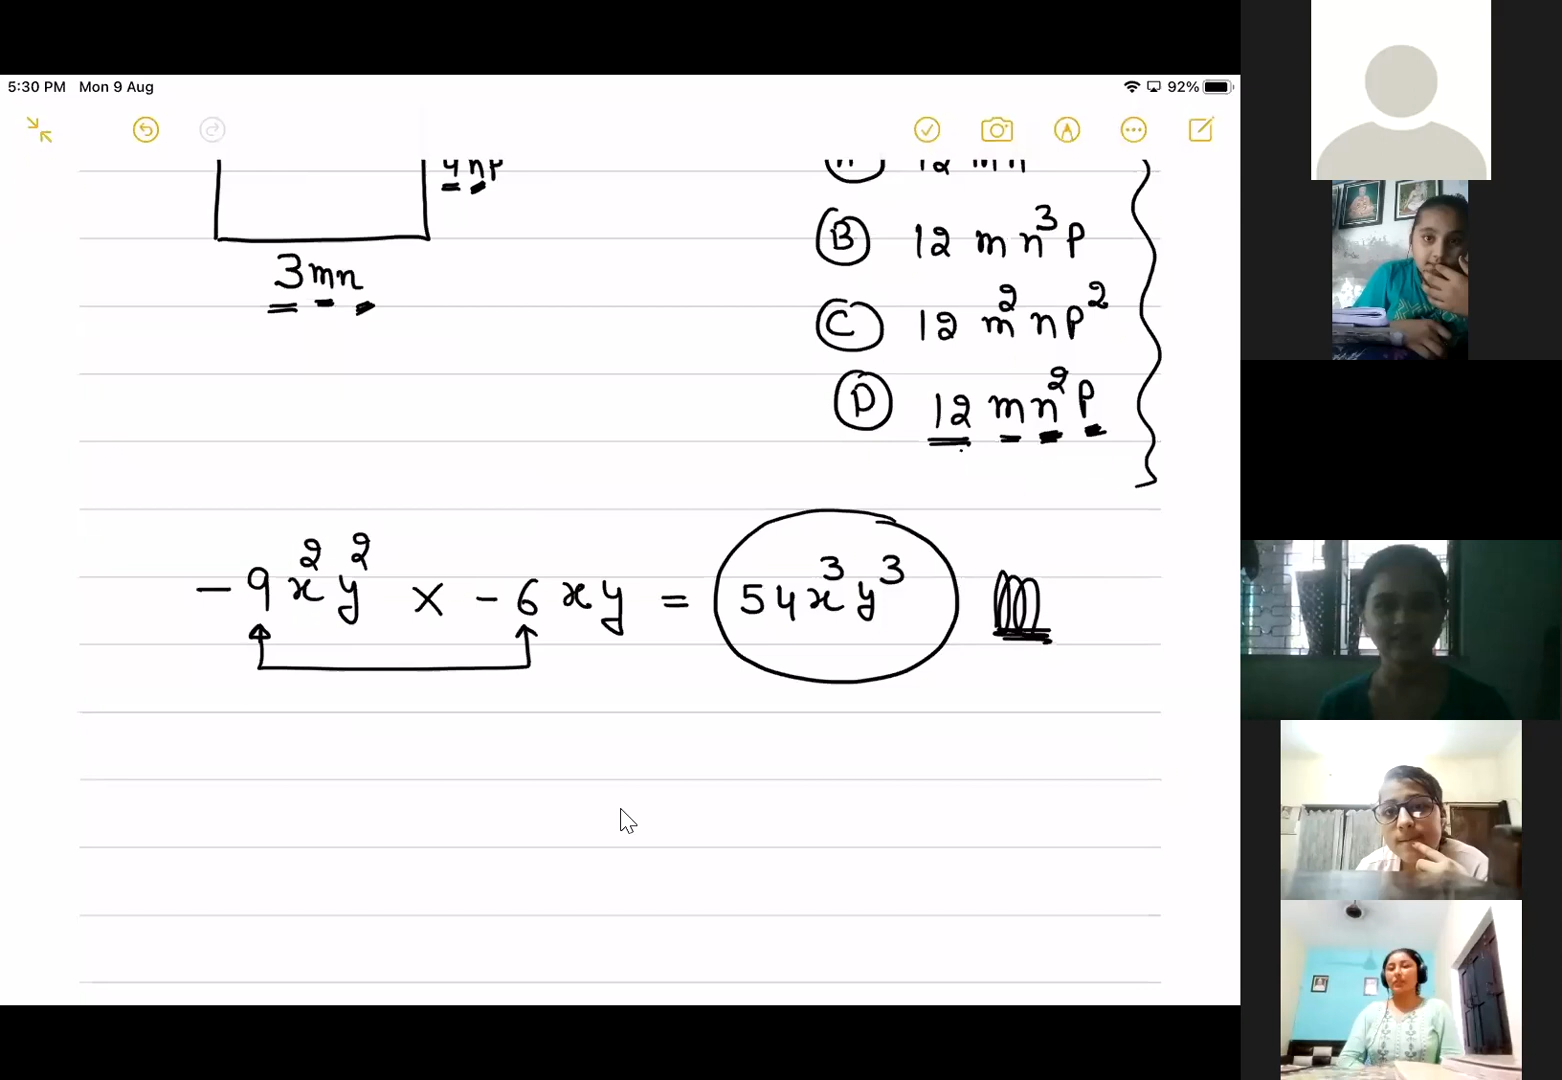 5:30 PM Mon 9 Aug 92%
4np
3mn
B 12 mn³p
C 12 m²np²
D 12 mn²p
-9x²y² × -6xy = 54x³y³